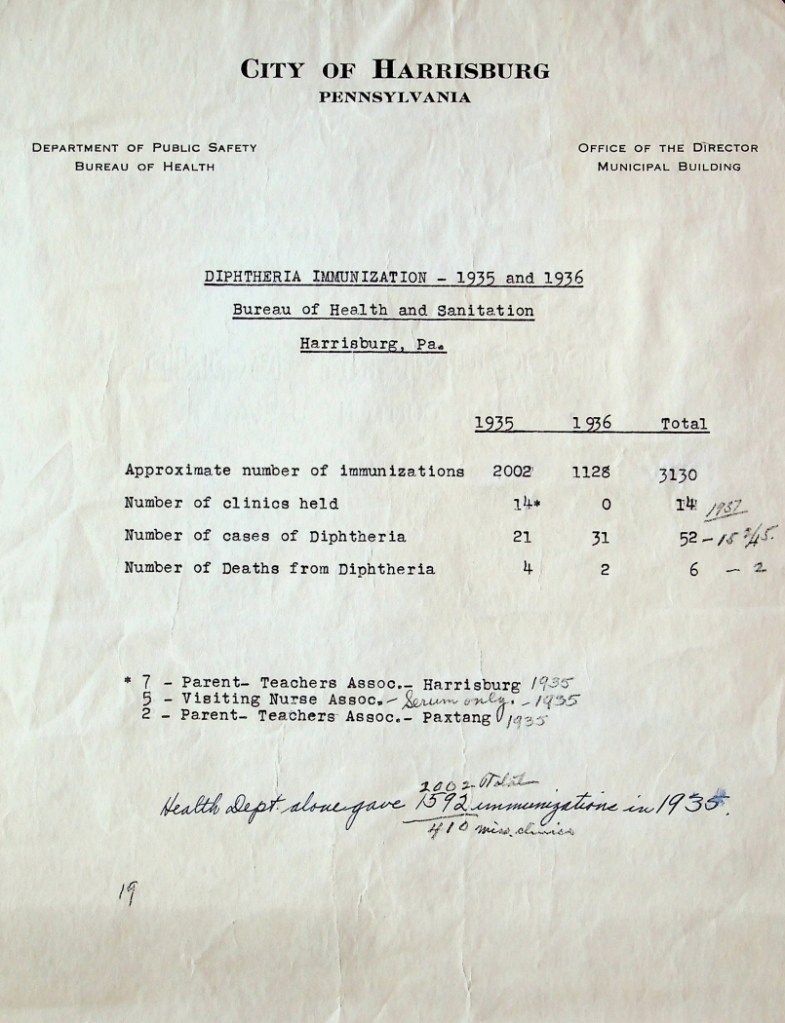 CITY OF HARRISBURG
PENNSYLVANIA
DEPARTMENT OF PUBLIC SAFETY
BUREAU OF HEALTH
OFFICE OF THE DIRECTOR
MUNICIPAL BUILDING
DIPHTHERIA IMMUNIZATION - 1935 and 1936
Bureau of Health and Sanitation
Harrisburg, Pa.
1935 1936 Total
Approximate number of immunizations 2002 1128 3130
Number of clinics held 14* 0 14 1937
Number of cases of Diphtheria 21 31 52 - 15
Number of Deaths from Diphtheria 4 2 6 - 2
* 7 - Parent- Teachers Assoc.- Harrisburg 1935
5 - Visiting Nurse Assoc.- Serum only. - 1935
2 - Parent- Teachers Assoc.- Paxtang 1935
2002 Total
Health Dept. alone gave 1592 immunizations in 1935.
410 misc. clinics
19